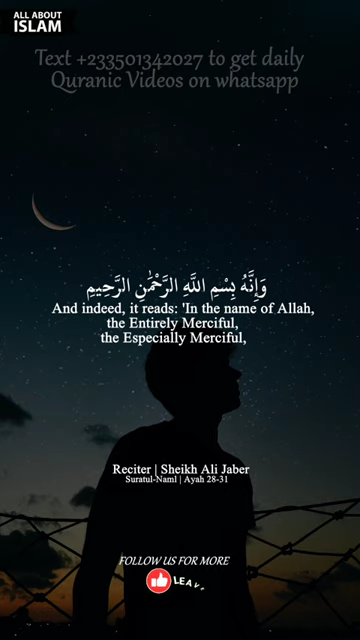 ALL ABOUT
ISLAM
Text +233501342027 to get daily
Quranic Videos on whatsapp
وَإِنَّهُ بِسْمِ اللَّهِ الرَّحْمَٰنِ الرَّحِيمِ
And indeed, it reads: 'In the name of Allah,
the Entirely Merciful,
the Especially Merciful,
Reciter | Sheikh Ali Jaber
Suratul-Naml | Ayah 28-31
FOLLOW US FOR MORE
LEAVE